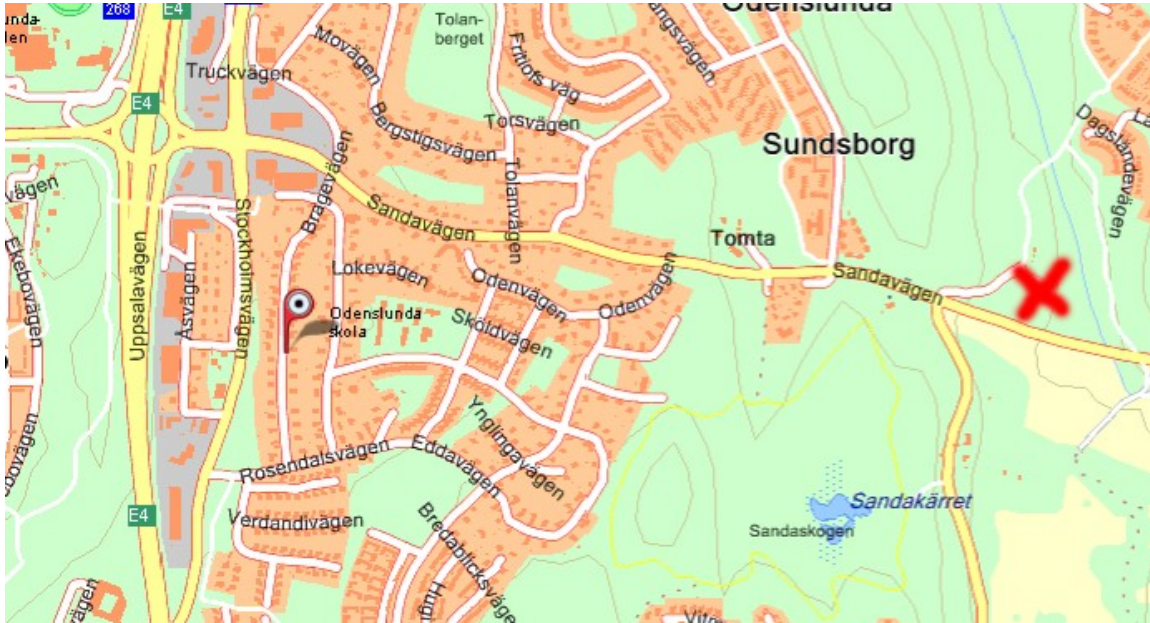 268
E4
Tolan-
berget
Odenslunda
Movägen
Fritiofs väg
Truckvägen
E4
Bergstigsvägen
Torsvägen
Sundsborg
Dagsländevägen
Tolanvägen
Bragevägen
Sandavägen
Stockholmsvägen
Tomta
Ekebovägen
Uppsalavägen
Åsvägen
Lokevägen
Odenvägen
Odenvägen
Sandavägen
Odenslunda
skola
Sköldvägen
Ynglingavägen
Rosendalsvägen
Eddavägen
E4
Verdandivägen
Bredablicksvägen
Sandakärret
Sandaskogen